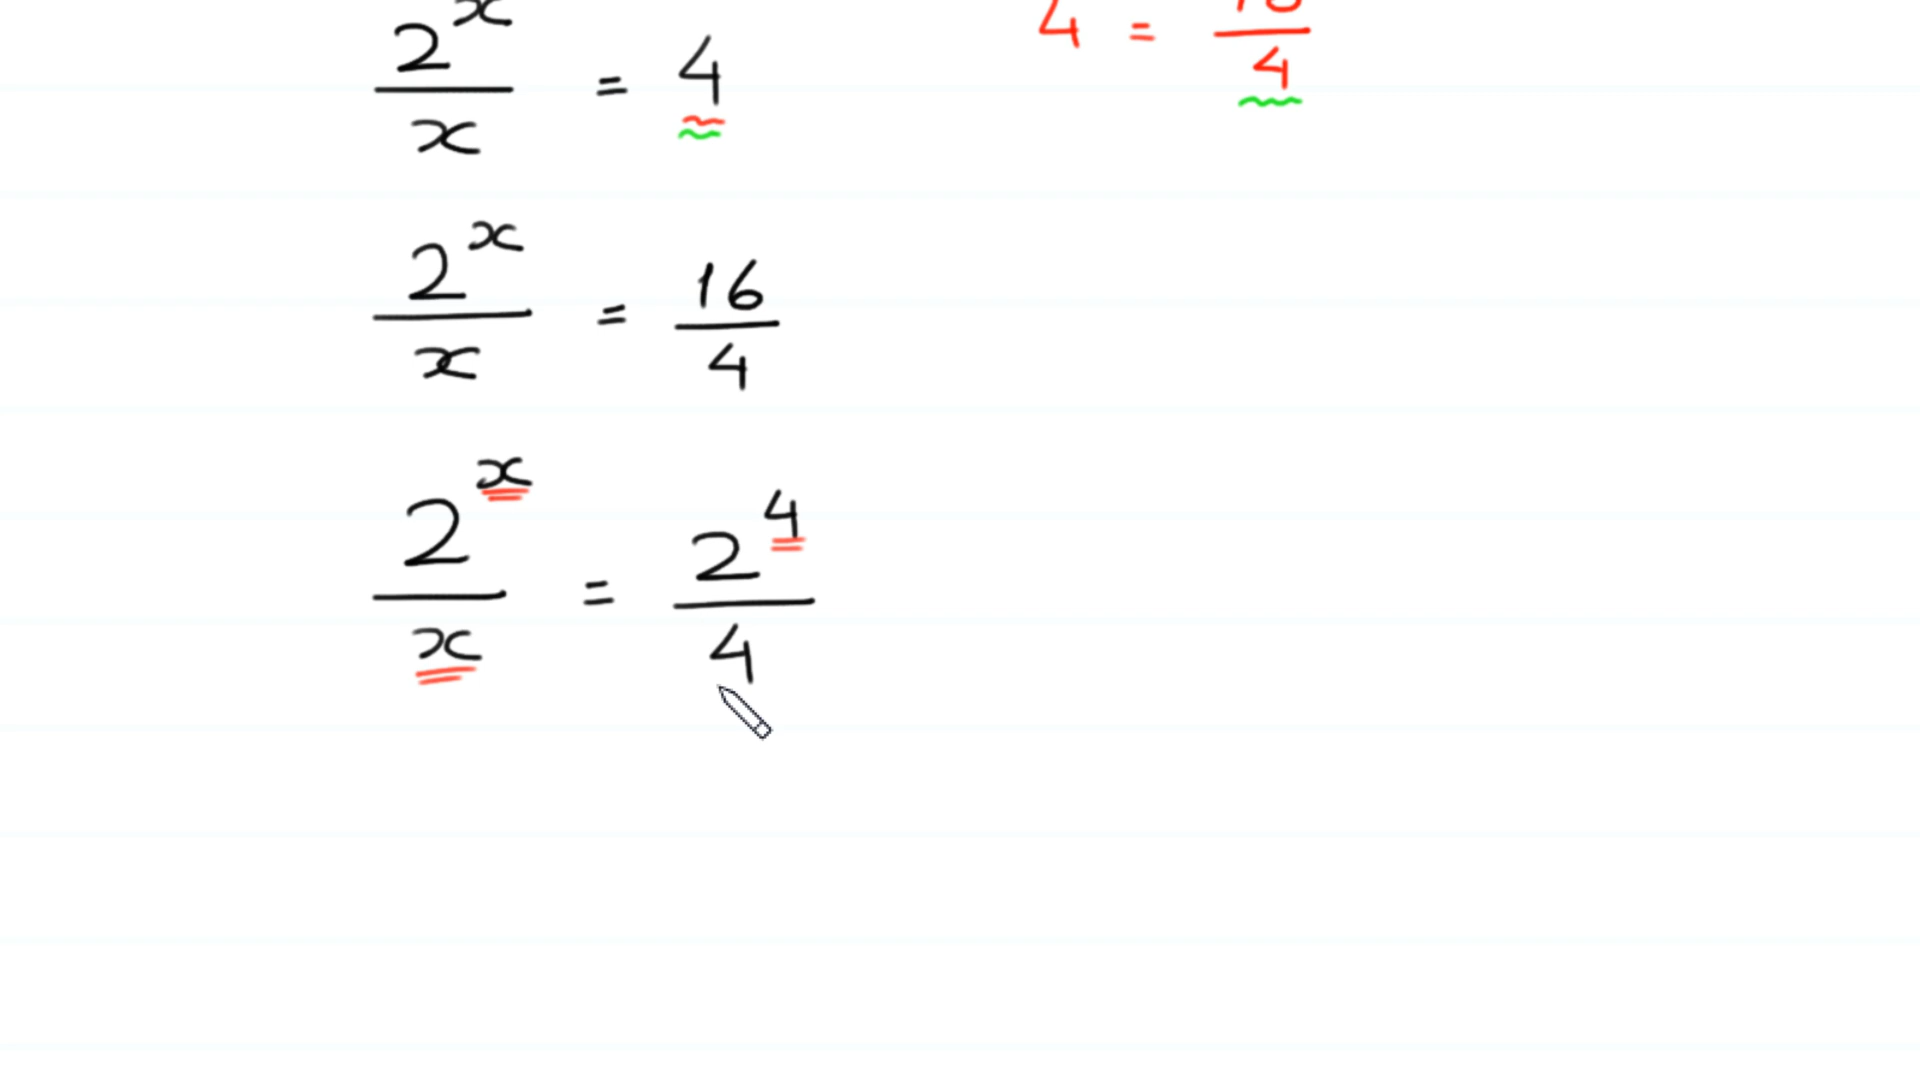 2^x / x = 4
4 = 16 / 4
2^x / x = 16 / 4
2^x / x = 2^4 / 4